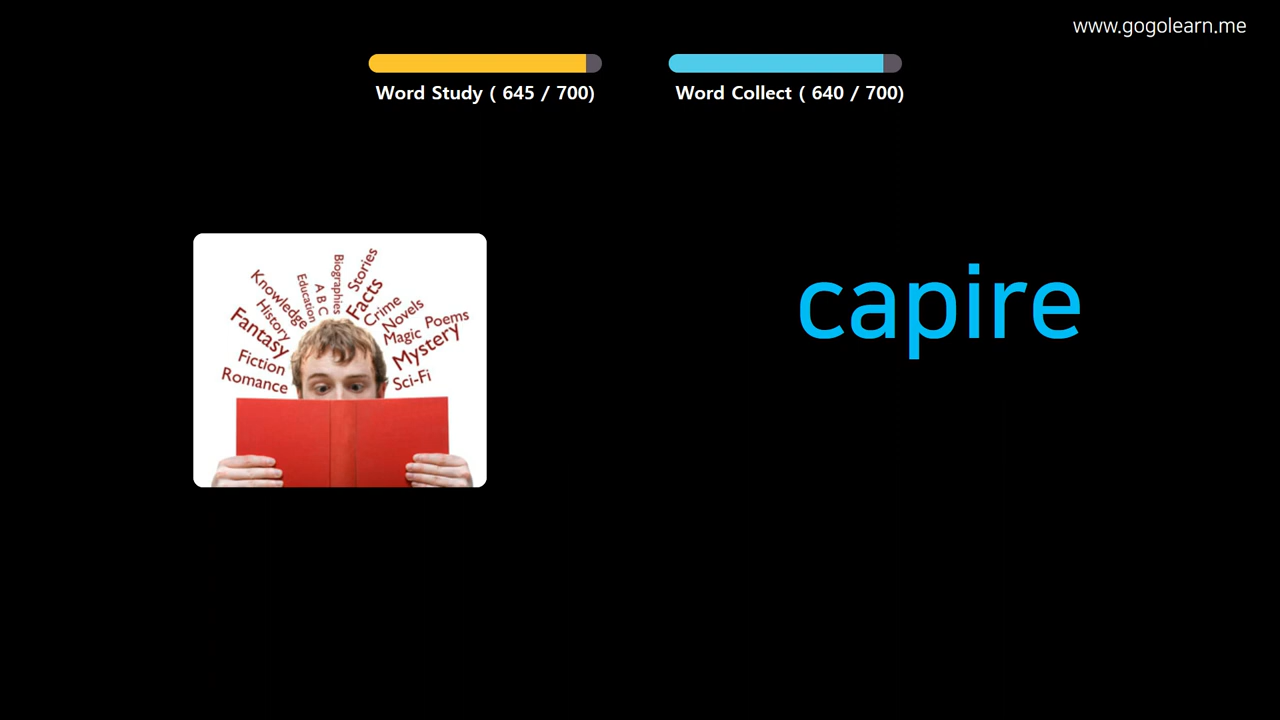 www.gogolearn.me
Word Study ( 645 / 700)
Word Collect ( 640 / 700)
capire
Knowledge
History
Fantasy
Fiction
Romance
Education
A B C
Biographies
Stories
Facts
Crime
Novels
Magic
Poems
Mystery
Sci-Fi